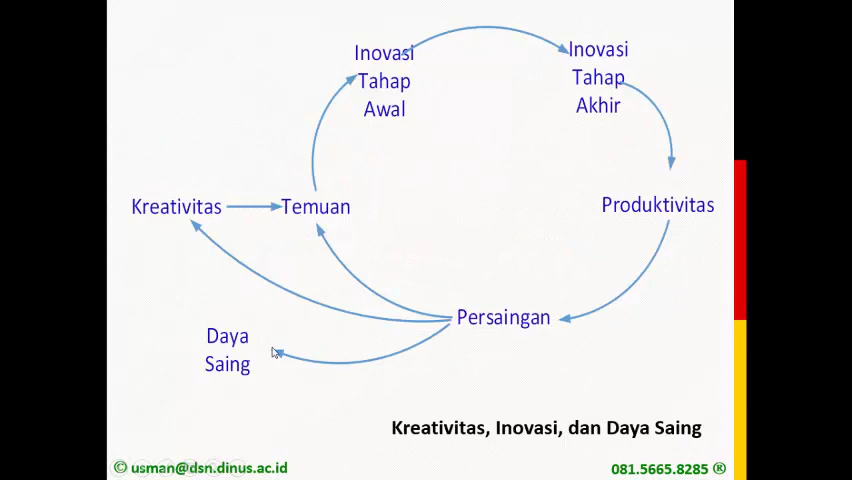 Inovasi
Tahap
Awal
Inovasi
Tahap
Akhir
Kreativitas
Temuan
Produktivitas
Persaingan
Daya
Saing
Kreativitas, Inovasi, dan Daya Saing
© usman@dsn.dinus.ac.id
081.5665.8285 ®